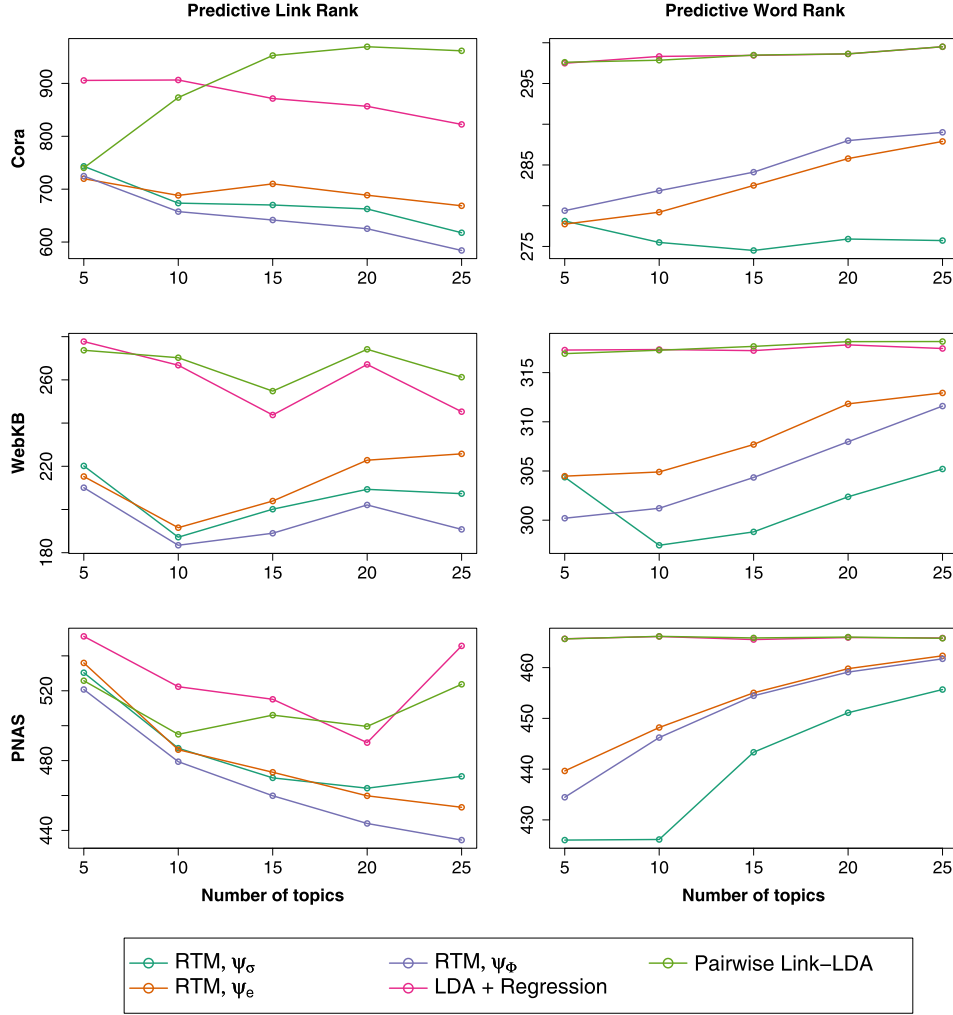 Predictive Link Rank
Predictive Word Rank
Cora
900
800
700
600
5 10 15 20 25
295
285
275
5 10 15 20 25
WebKB
260
220
180
5 10 15 20 25
315
310
305
300
5 10 15 20 25
PNAS
520
480
440
5 10 15 20 25
Number of topics
460
450
440
430
5 10 15 20 25
Number of topics
RTM, ψσ
RTM, ψe
RTM, ψΦ
LDA + Regression
Pairwise Link−LDA